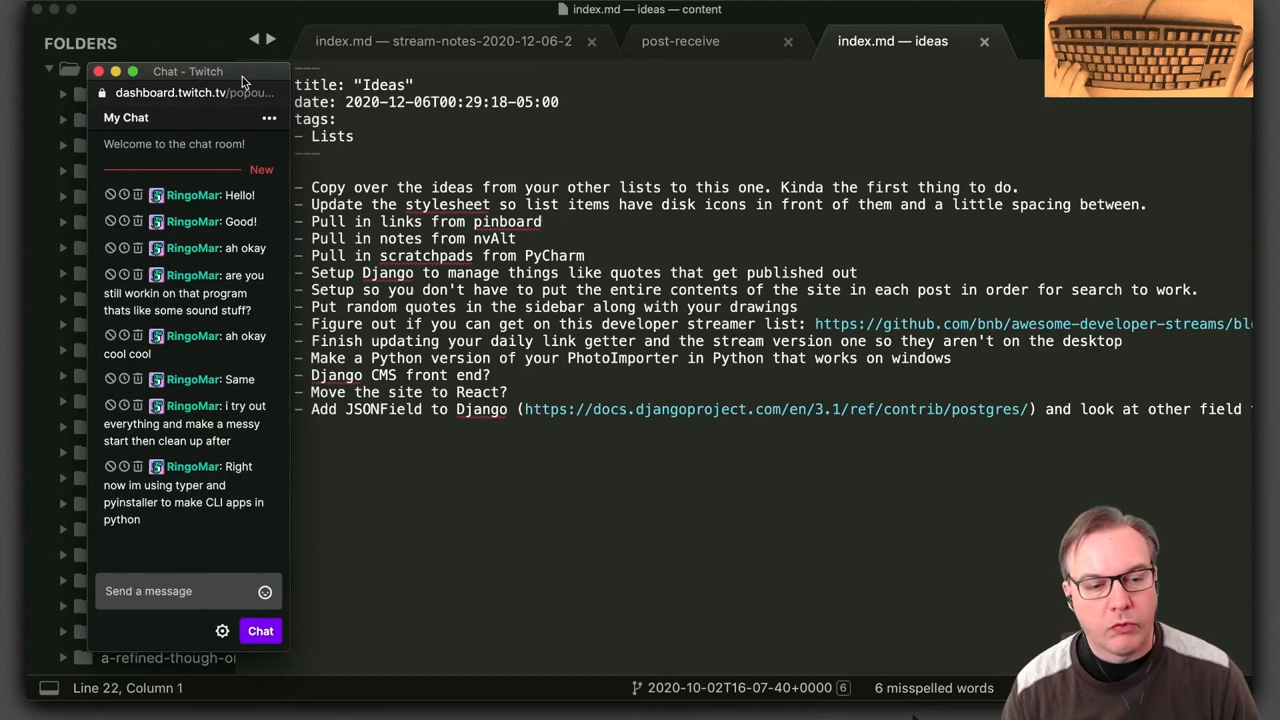 index.md — ideas — content
FOLDERS
index.md — stream-notes-2020-12-06-2
post-receive
index.md — ideas
Chat - Twitch
dashboard.twitch.tv/popou...
My Chat
Welcome to the chat room!
New
RingoMar: Hello!
RingoMar: Good!
RingoMar: ah okay
RingoMar: are you
still workin on that program
thats like some sound stuff?
RingoMar: ah okay
cool cool
RingoMar: Same
RingoMar: i try out
everything and make a messy
start then clean up after
RingoMar: Right
now im using typer and
pyinstaller to make CLI apps in
python
Send a message
Chat
a-refined-though-o
---
title: "Ideas"
date: 2020-12-06T00:29:18-05:00
tags:
- Lists
---
- Copy over the ideas from your other lists to this one. Kinda the first thing to do.
- Update the stylesheet so list items have disk icons in front of them and a little spacing between.
- Pull in links from pinboard
- Pull in notes from nvAlt
- Pull in scratchpads from PyCharm
- Setup Django to manage things like quotes that get published out
- Setup so you don't have to put the entire contents of the site in each post in order for search to work.
- Put random quotes in the sidebar along with your drawings
- Figure out if you can get on this developer streamer list: https://github.com/bnb/awesome-developer-streams/bl
- Finish updating your daily link getter and the stream version one so they aren't on the desktop
- Make a Python version of your PhotoImporter in Python that works on windows
- Django CMS front end?
- Move the site to React?
- Add JSONField to Django (https://docs.djangoproject.com/en/3.1/ref/contrib/postgres/) and look at other field
Line 22, Column 1
2020-10-02T16-07-40+0000 6
6 misspelled words